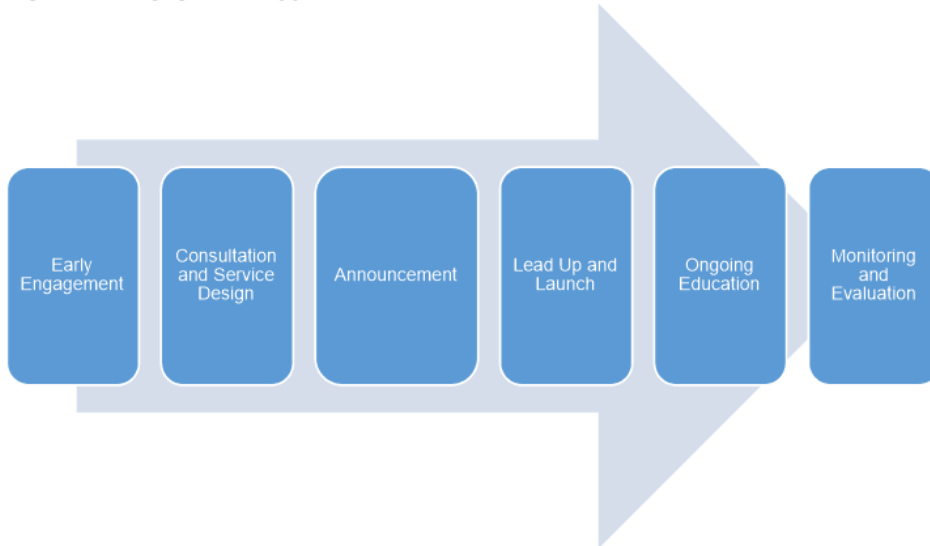 Early
Engagement
Consultation
and Service
Design
Announcement
Lead Up and
Launch
Ongoing
Education
Monitoring
and
Evaluation